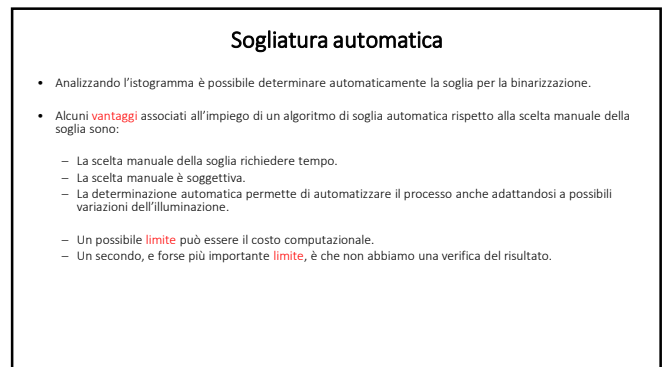 Sogliatura automatica
• Analizzando l'istogramma è possibile determinare automaticamente la soglia per la binarizzazione.
• Alcuni vantaggi associati all'impiego di un algoritmo di soglia automatica rispetto alla scelta manuale della
soglia sono:
– La scelta manuale della soglia richiedere tempo.
– La scelta manuale è soggettiva.
– La determinazione automatica permette di automatizzare il processo anche adattandosi a possibili
variazioni dell'illuminazione.
– Un possibile limite può essere il costo computazionale.
– Un secondo, e forse più importante limite, è che non abbiamo una verifica del risultato.